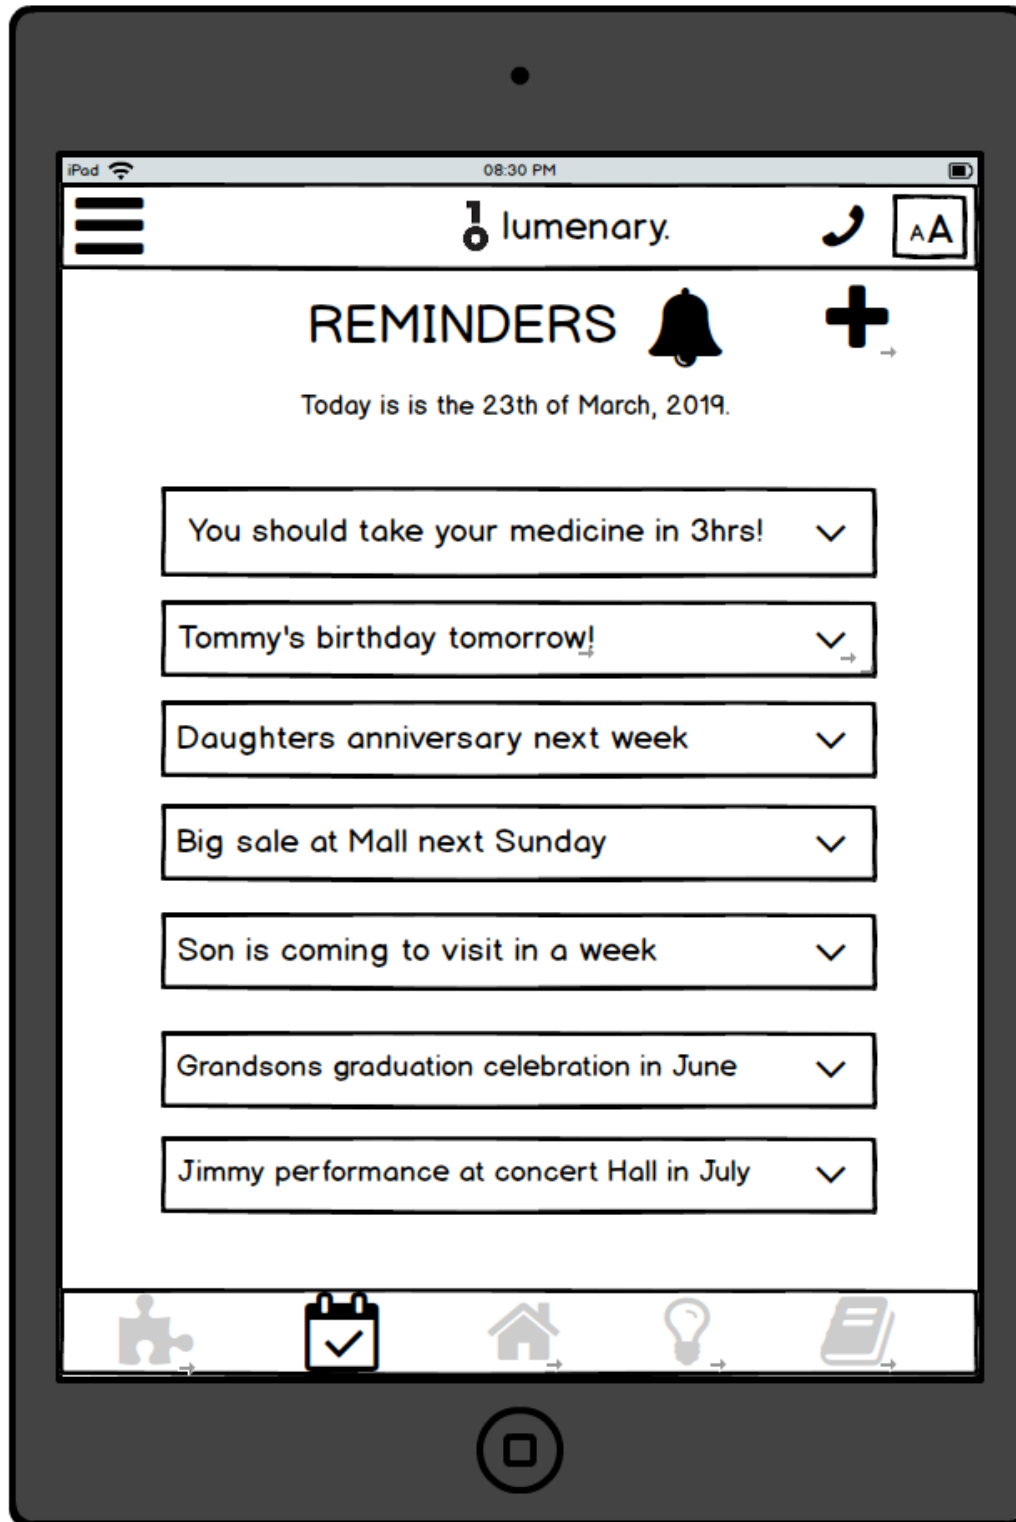 iPad 08:30 PM
lumenary. AA
REMINDERS
Today is is the 23th of March, 2019.
You should take your medicine in 3hrs!
Tommy's birthday tomorrow!
Daughters anniversary next week
Big sale at Mall next Sunday
Son is coming to visit in a week
Grandsons graduation celebration in June
Jimmy performance at concert Hall in July